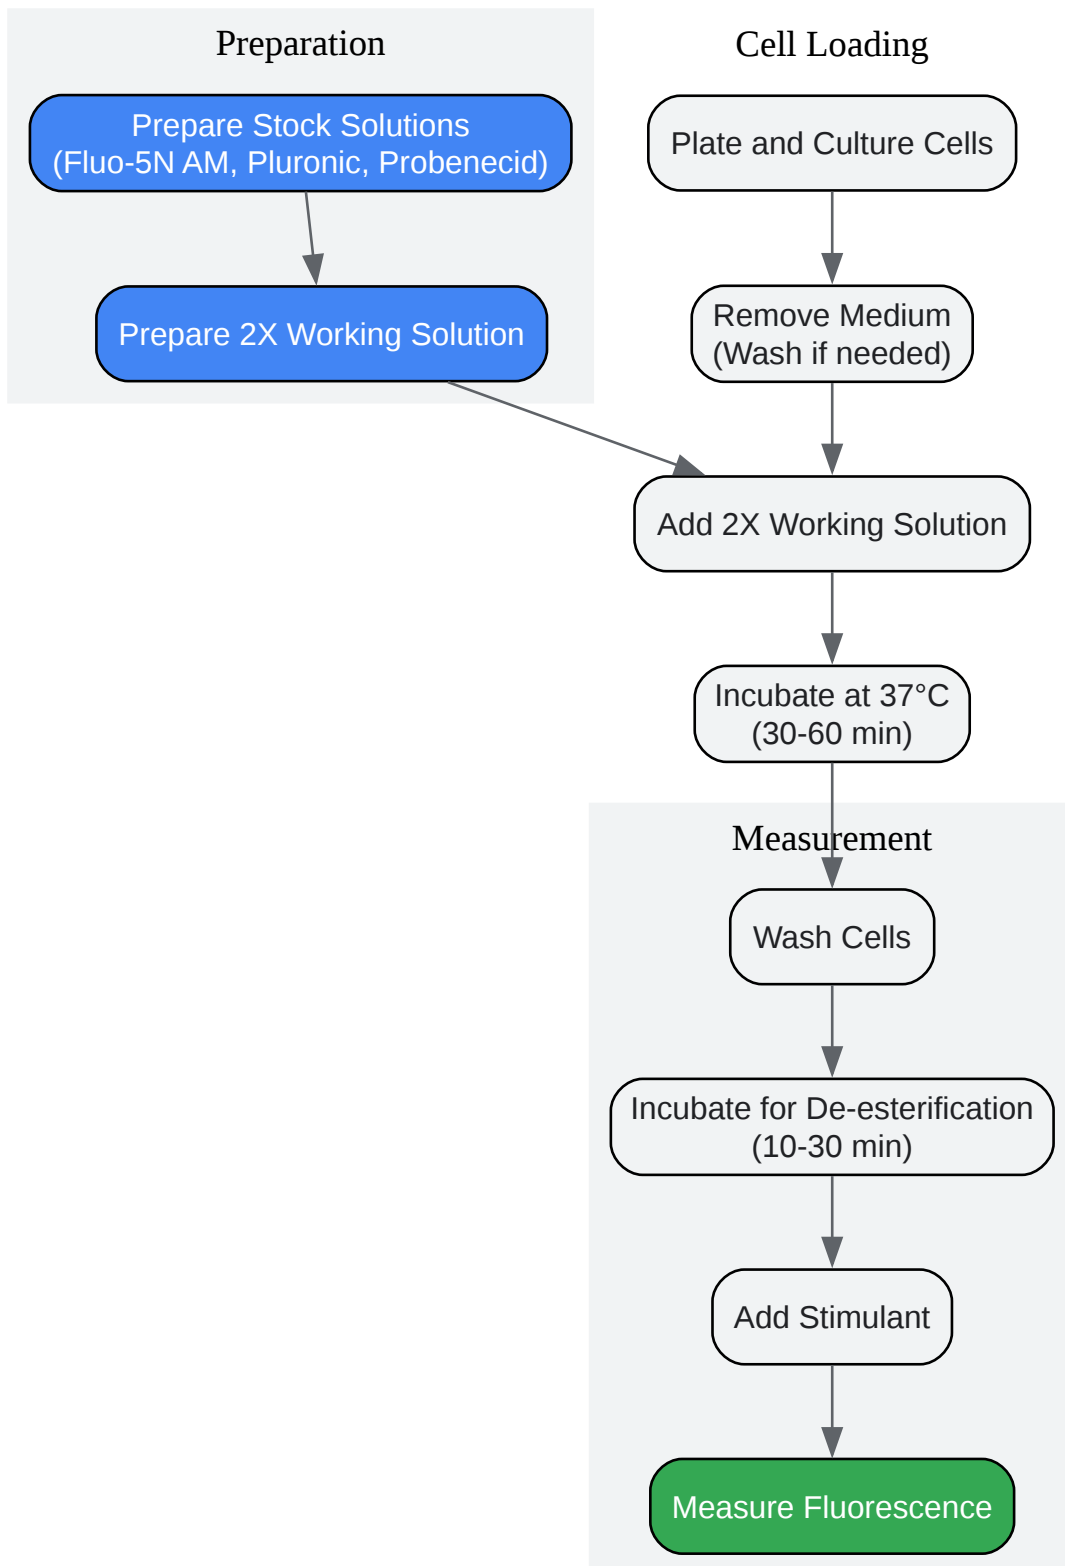 Preparation
Prepare Stock Solutions
(Fluo-5N AM, Pluronic, Probenecid)
Prepare 2X Working Solution
Cell Loading
Plate and Culture Cells
Remove Medium
(Wash if needed)
Add 2X Working Solution
Incubate at 37°C
(30-60 min)
Measurement
Wash Cells
Incubate for De-esterification
(10-30 min)
Add Stimulant
Measure Fluorescence